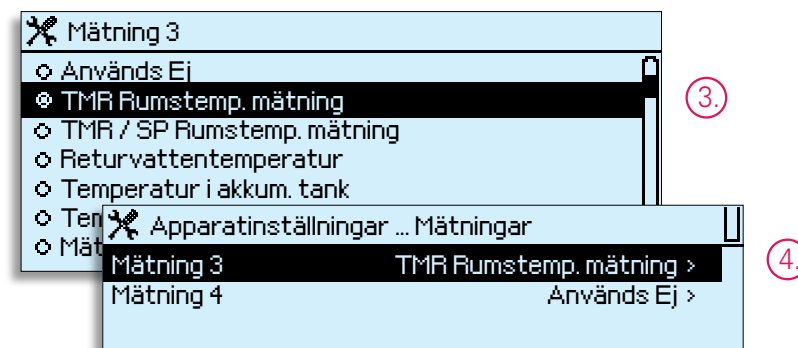 Mätning 3
Används Ej
TMR Rumstemp. mätning
3.
TMR / SP Rumstemp. mätning
Returvattentemperatur
Temperatur i akkum. tank
Apparatinställningar ... Mätningar
Mätning 3 TMR Rumstemp. mätning >
4.
Mätning 4 Används Ej >